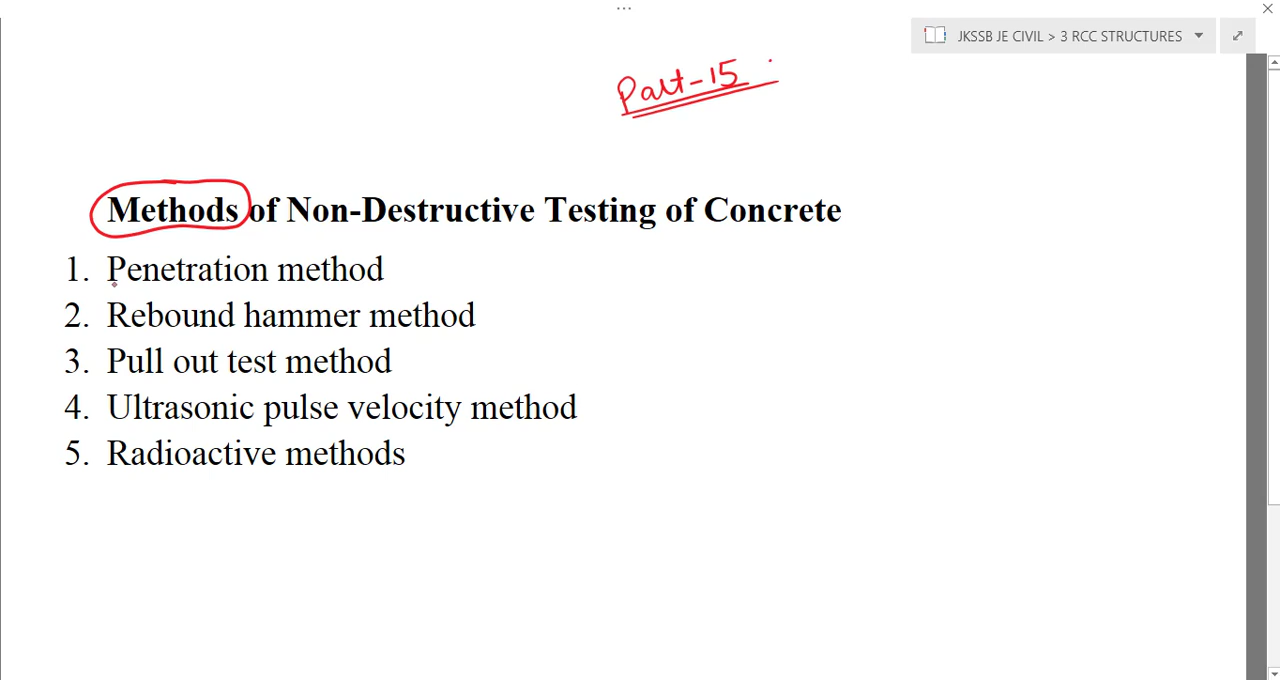 ...
JKSSB JE CIVIL > 3 RCC STRUCTURES
Part-15
Methods of Non-Destructive Testing of Concrete
1. Penetration method
2. Rebound hammer method
3. Pull out test method
4. Ultrasonic pulse velocity method
5. Radioactive methods